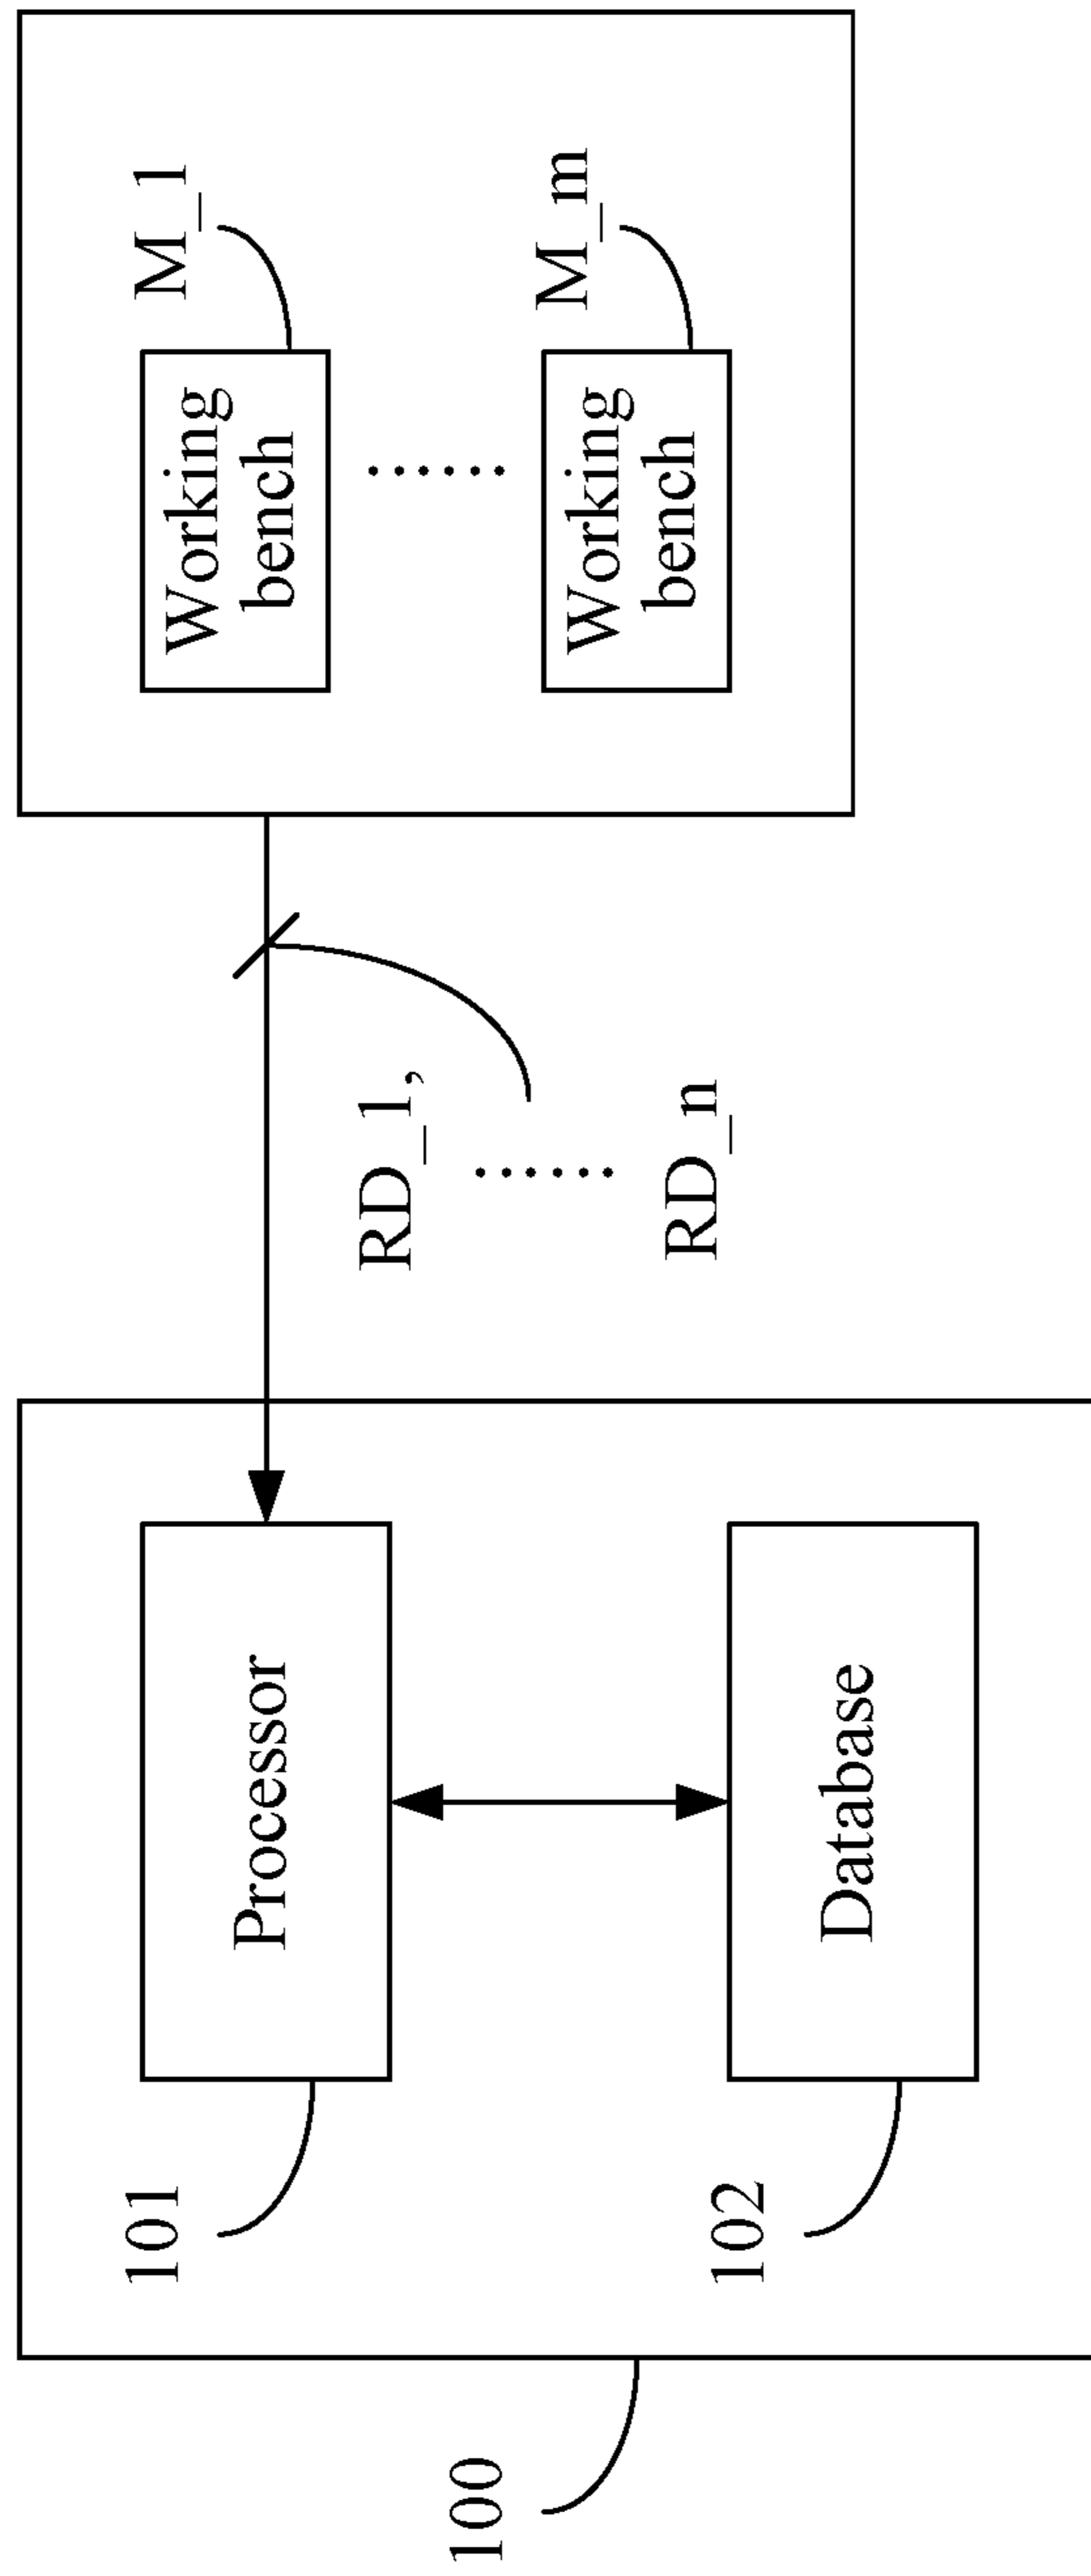 100
101
Processor
102
Database
RD_1,
......
RD_n
M_1
Working
bench
......
M_m
Working
bench